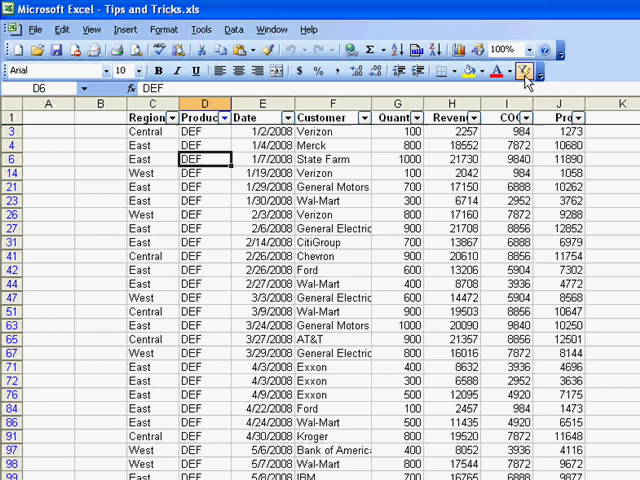 Microsoft Excel - Tips and Tricks.xls
File Edit View Insert Format Tools Data Window Help
Σ 100%
Arial 10 B I U $ % ,
D6 DEF
C D E F G H I J K A B
1 Region Produc Date Customer Quant Reven COG Pro
3 Central DEF 1/2/2008 Verizon 100 2257 984 1273
4 East DEF 1/4/2008 Merck 800 18552 7872 10680
6 East DEF 1/7/2008 State Farm 1000 21730 9840 11890
14 West DEF 1/19/2008 Verizon 100 2042 984 1058
21 East DEF 1/29/2008 General Motors 700 17150 6888 10262
23 East DEF 1/30/2008 Wal-Mart 300 6714 2952 3762
26 West DEF 2/3/2008 Verizon 800 17160 7872 9288
27 East DEF 2/6/2008 General Electric 900 21708 8856 12852
31 East DEF 2/14/2008 CitiGroup 700 13867 6888 6979
41 Central DEF 2/26/2008 Chevron 900 20610 8856 11754
42 East DEF 2/26/2008 Ford 600 13206 5904 7302
44 East DEF 2/27/2008 Wal-Mart 400 8708 3936 4772
47 West DEF 3/3/2008 General Electric 600 14472 5904 8568
51 Central DEF 3/9/2008 Wal-Mart 900 19503 8856 10647
63 East DEF 3/24/2008 General Motors 1000 20090 9840 10250
65 Central DEF 3/27/2008 AT&T 900 21357 8856 12501
67 West DEF 3/29/2008 General Electric 800 16016 7872 8144
71 East DEF 4/3/2008 Exxon 400 8632 3936 4696
72 East DEF 4/3/2008 Exxon 300 6588 2952 3636
76 East DEF 4/9/2008 Exxon 500 12095 4920 7175
84 East DEF 4/22/2008 Ford 100 2457 984 1473
86 East DEF 4/24/2008 Wal-Mart 500 11435 4920 6515
91 Central DEF 4/30/2008 Kroger 800 19520 7872 11648
97 West DEF 5/6/2008 Bank of America 400 8052 3936 4116
98 West DEF 5/7/2008 Wal-Mart 800 17544 7872 9672
99 East DEF 5/8/2008 IBM 700 16765 6888 9877